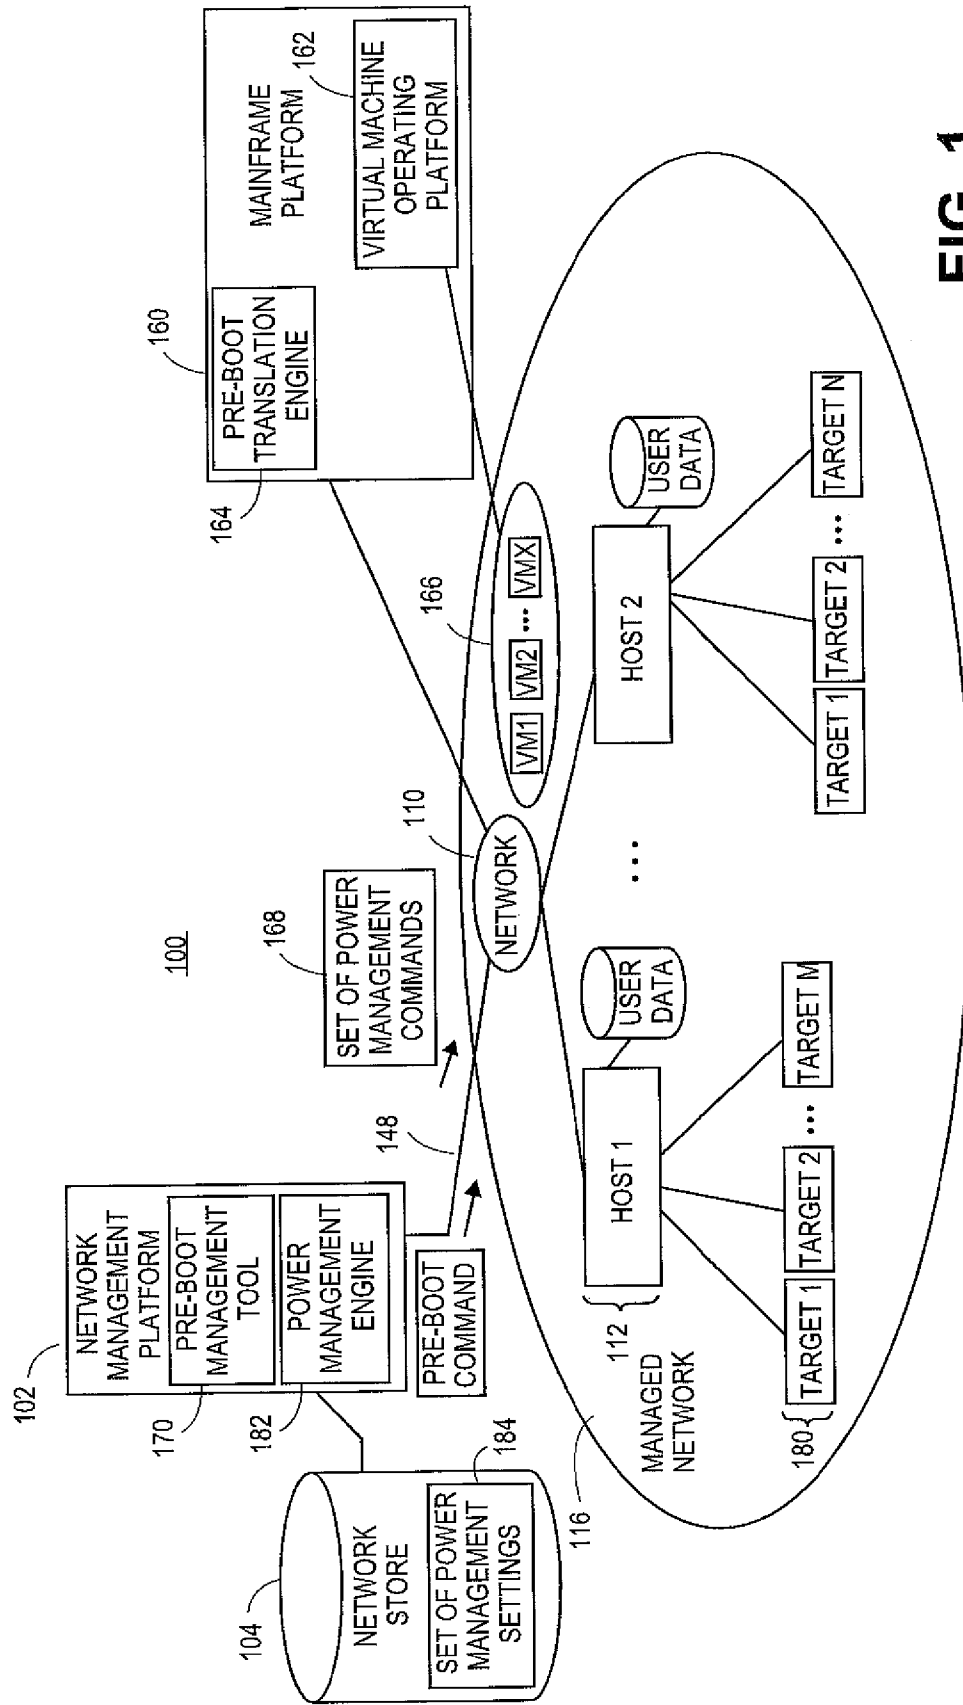 100
102
NETWORK
MANAGEMENT
PLATFORM
PRE-BOOT
MANAGEMENT
TOOL
170
POWER
MANAGEMENT
ENGINE
182
104
NETWORK
STORE
SET OF POWER
MANAGEMENT
SETTINGS
184
PRE-BOOT
COMMAND
148
SET OF POWER
MANAGEMENT
COMMANDS
168
110
NETWORK
160
PRE-BOOT
TRANSLATION
ENGINE
164
MAINFRAME
PLATFORM
VIRTUAL MACHINE
OPERATING
PLATFORM
162
166
VM1
VM2
...
VMX
116
MANAGED
NETWORK
112
HOST 1
USER
DATA
...
HOST 2
USER
DATA
180
TARGET 1
TARGET 2
...
TARGET M
TARGET 1
TARGET 2
...
TARGET N
FIG. 1